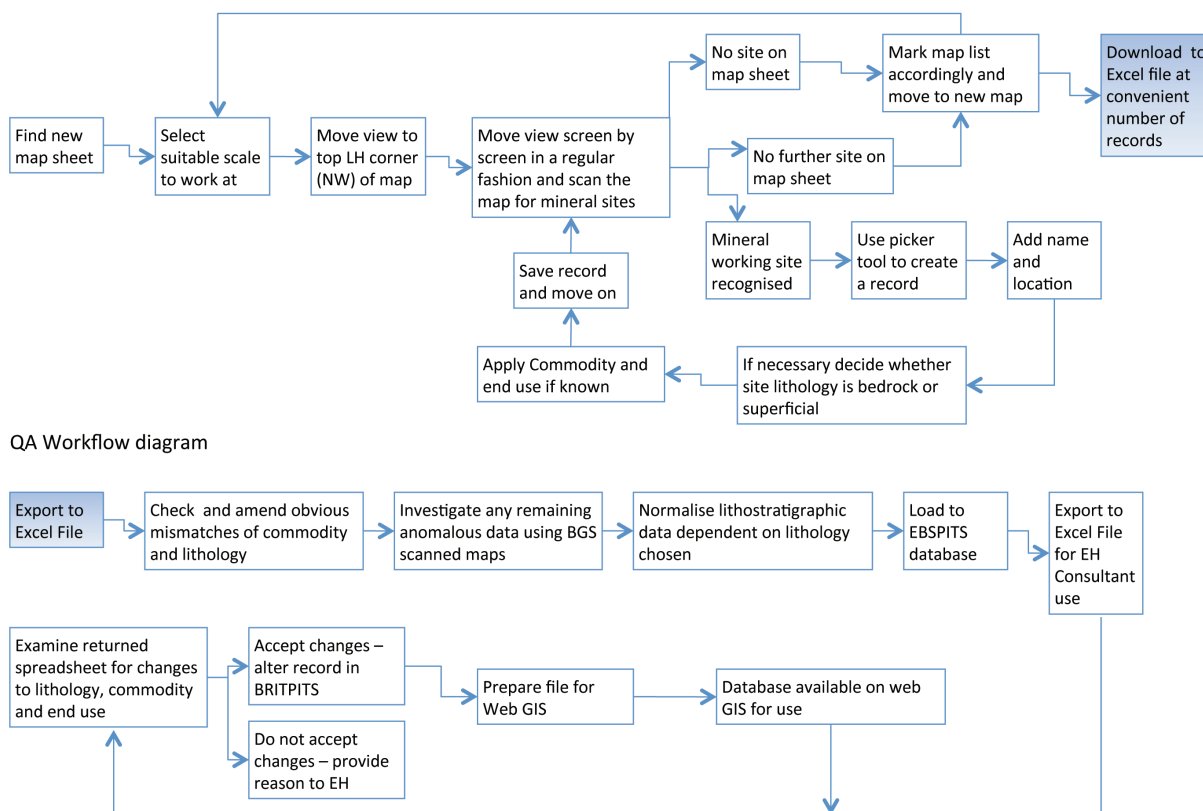 Find new
map sheet
Select
suitable scale
to work at
Move view to
top LH corner
(NW) of map
Move view screen by
screen in a regular
fashion and scan the
map for mineral sites
No site on
map sheet
Mark map list
accordingly and
move to new map
Download to
Excel file at
convenient
number of
records
No further site on
map sheet
Mineral
working site
recognised
Use picker
tool to create
a record
Add name
and
location
If necessary decide whether
site lithology is bedrock or
superficial
Apply Commodity and
end use if known
Save record
and move on
QA Workflow diagram
Export to
Excel File
Check and amend obvious
mismatches of commodity
and lithology
Investigate any remaining
anomalous data using BGS
scanned maps
Normalise lithostratigraphic
data dependent on lithology
chosen
Load to
EBSPITS
database
Export to
Excel File
for EH
Consultant
use
Examine returned
spreadsheet for changes
to lithology, commodity
and end use
Accept changes –
alter record in
BRITPITS
Do not accept
changes – provide
reason to EH
Prepare file for
Web GIS
Database available on web
GIS for use